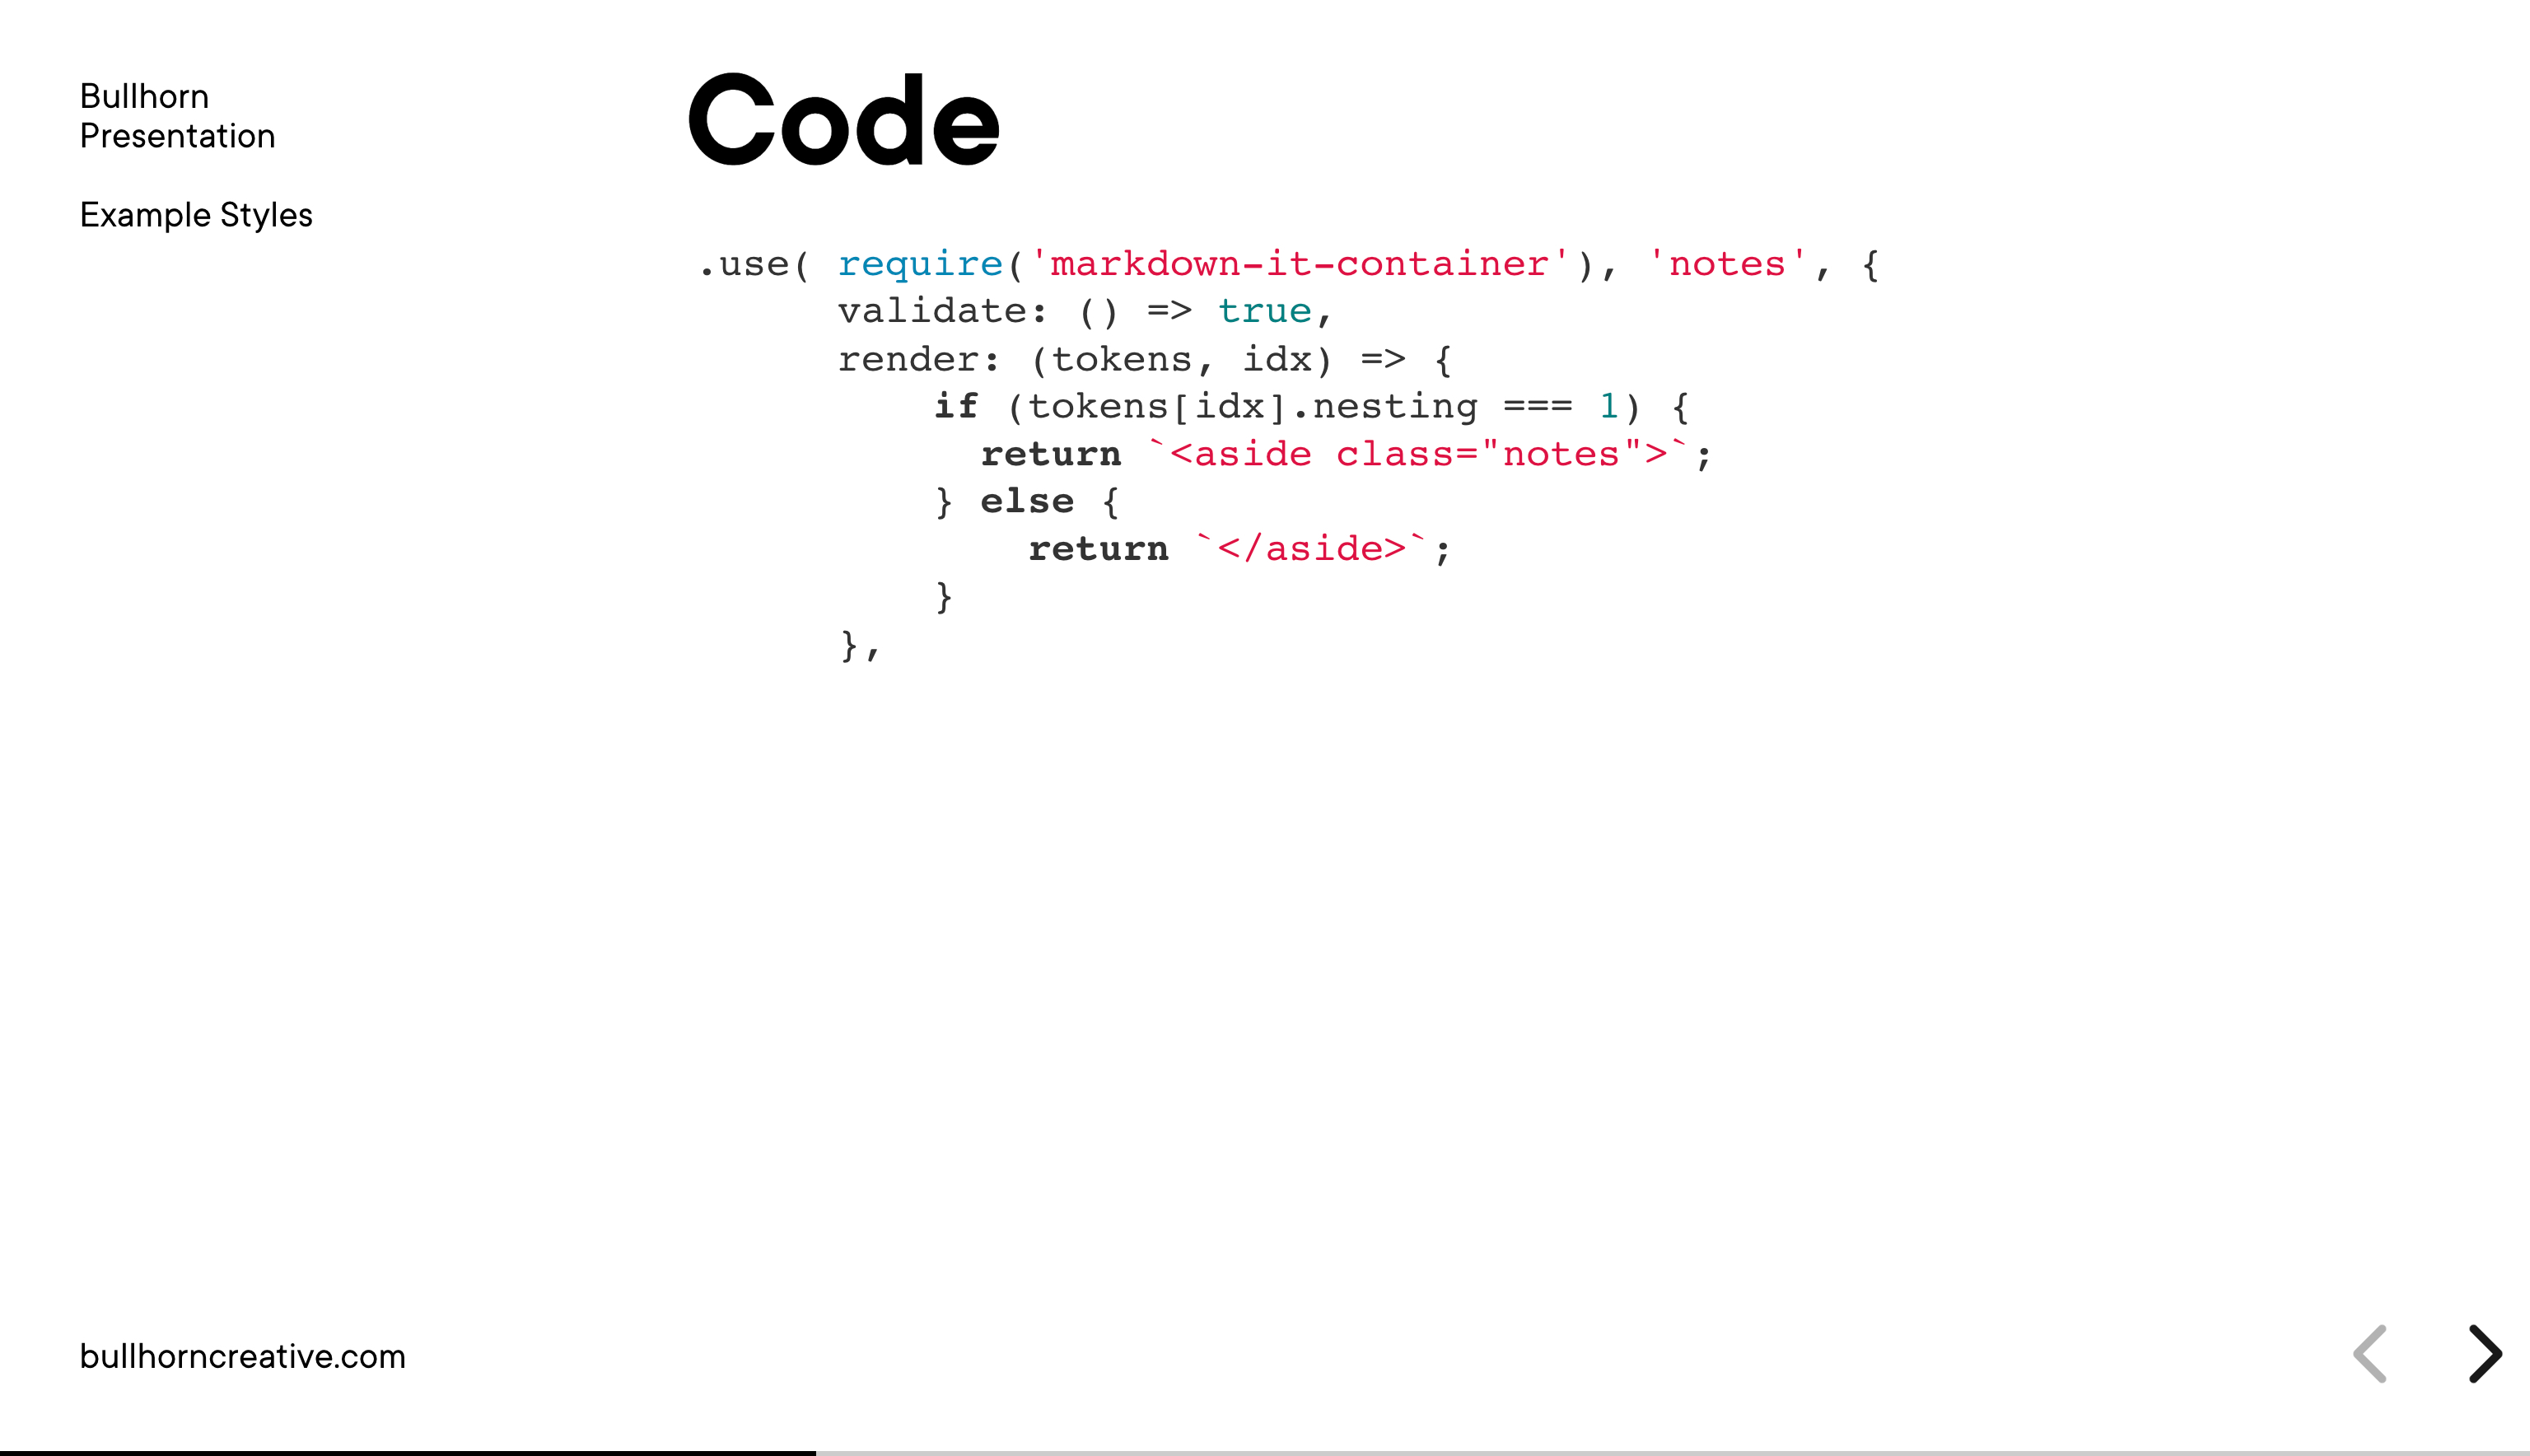 Bullhorn
Presentation
Example Styles
Code
.use( require('markdown-it-container'), 'notes', {
      validate: () => true,
      render: (tokens, idx) => {
          if (tokens[idx].nesting === 1) {
            return `<aside class="notes">`;
          } else {
              return `</aside>`;
          }
      },
bullhorncreative.com